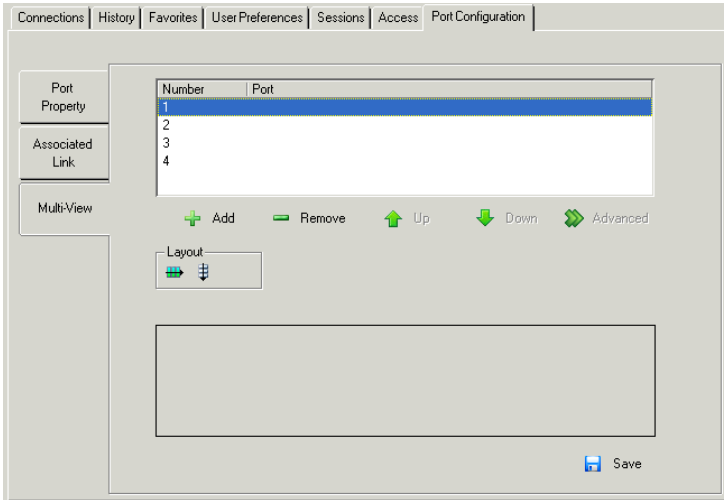 Connections History Favorites User Preferences Sessions Access Port Configuration
Port
Property
Associated
Link
Multi-View
Number Port
1
2
3
4
Add Remove Up Down Advanced
Layout
Save